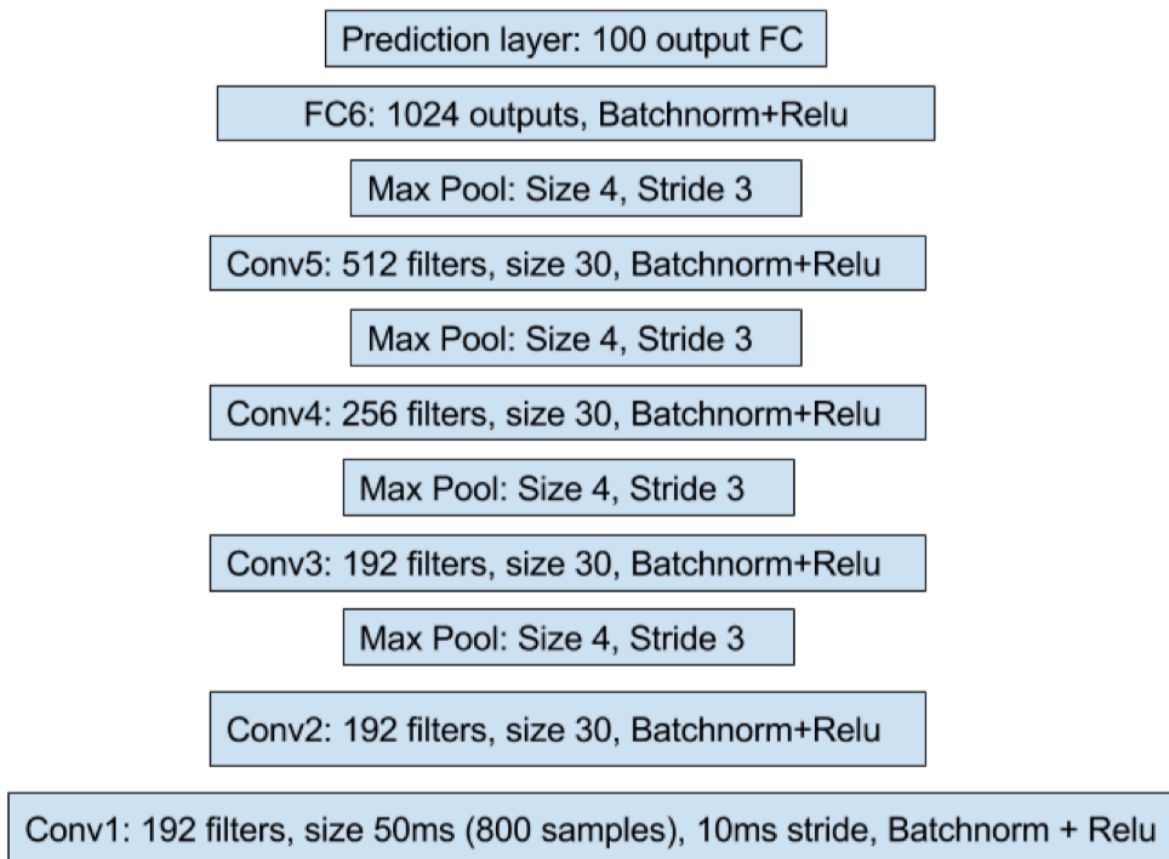 Prediction layer: 100 output FC
FC6: 1024 outputs, Batchnorm+Relu
Max Pool: Size 4, Stride 3
Conv5: 512 filters, size 30, Batchnorm+Relu
Max Pool: Size 4, Stride 3
Conv4: 256 filters, size 30, Batchnorm+Relu
Max Pool: Size 4, Stride 3
Conv3: 192 filters, size 30, Batchnorm+Relu
Max Pool: Size 4, Stride 3
Conv2: 192 filters, size 30, Batchnorm+Relu
Conv1: 192 filters, size 50ms (800 samples), 10ms stride, Batchnorm + Relu